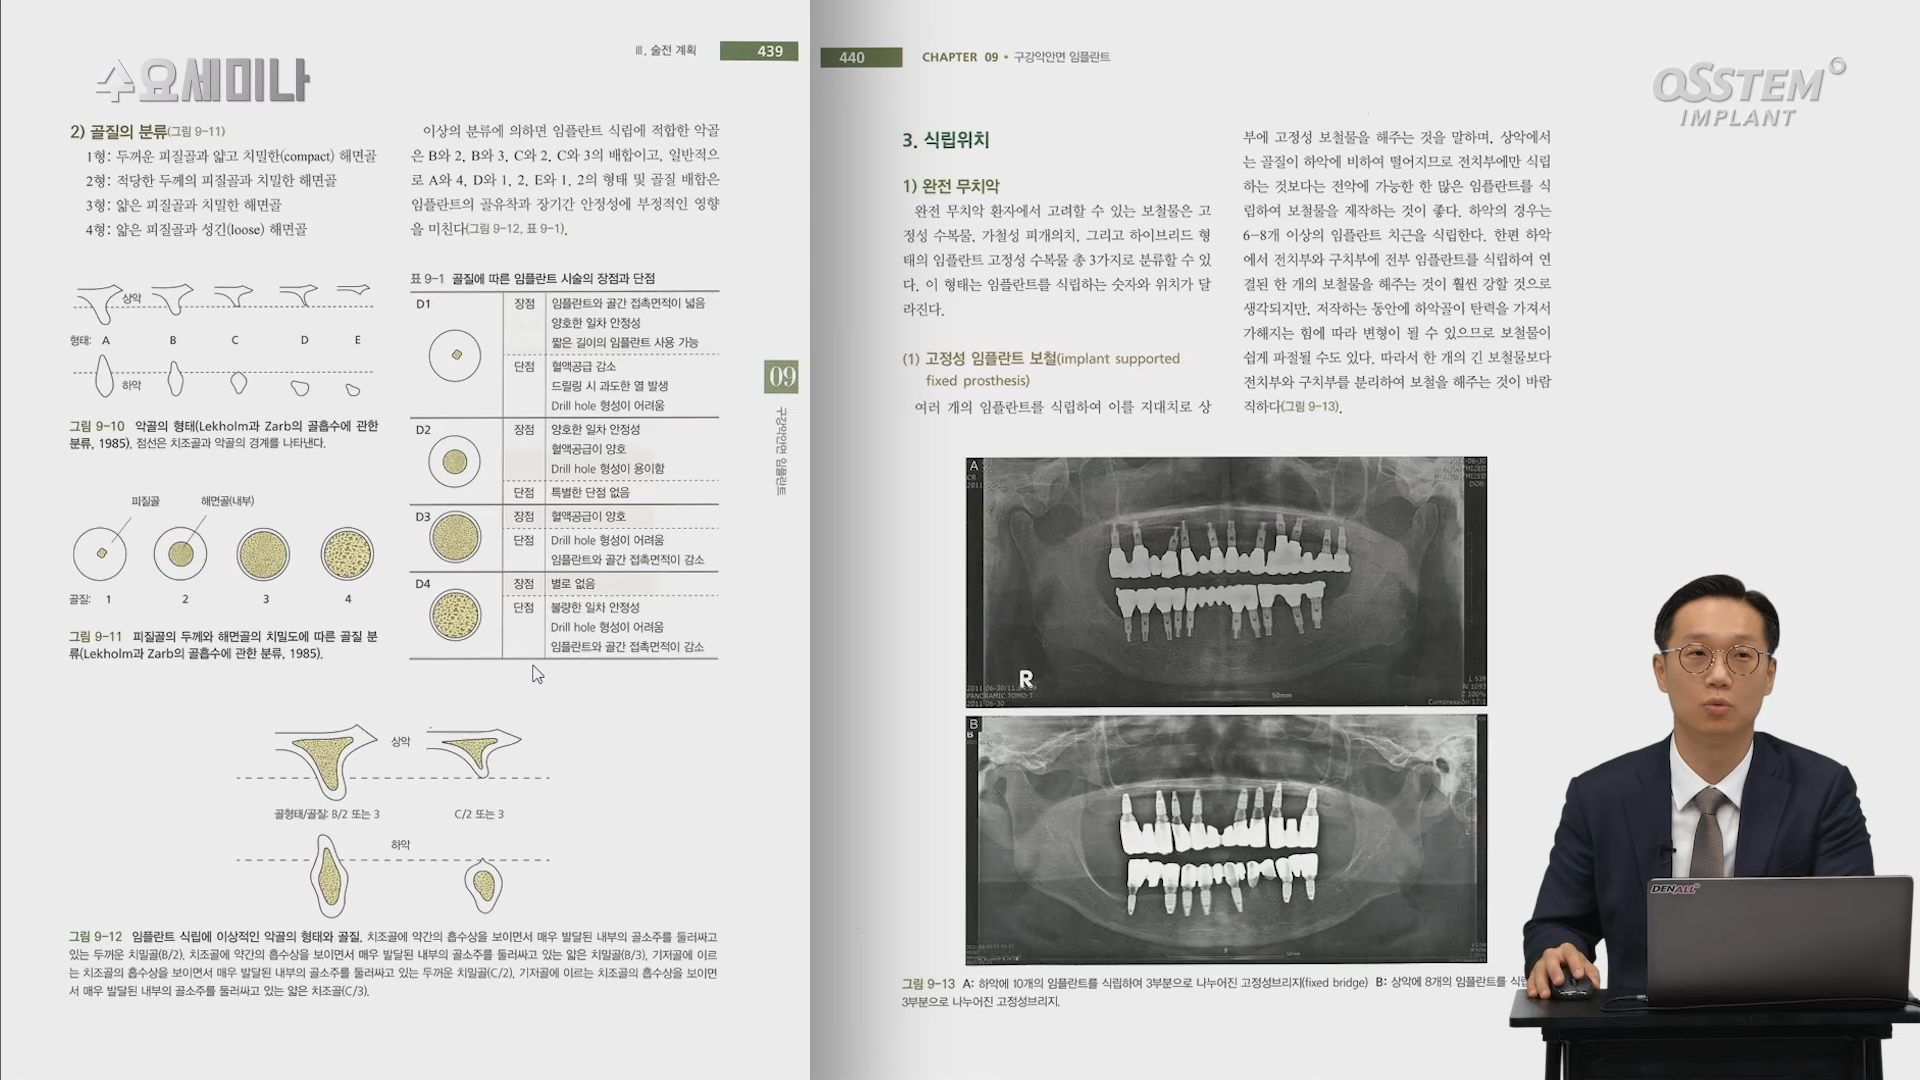 수요세미나
Ⅲ. 술전 계획 439
2) 골질의 분류(그림 9-11)
1형: 두꺼운 피질골과 얇고 치밀한(compact) 해면골
2형: 적당한 두께의 피질골과 치밀한 해면골
3형: 얇은 피질골과 치밀한 해면골
4형: 얇은 피질골과 성긴(loose) 해면골
상악
형태: A B C D E
하악
그림 9-10 악골의 형태(Lekholm과 Zarb의 골흡수에 관한
분류, 1985). 점선은 치조골과 악골의 경계를 나타낸다.
피질골 해면골(내부)
골질: 1 2 3 4
그림 9-11 피질골의 두께와 해면골의 치밀도에 따른 골질 분
류(Lekholm과 Zarb의 골흡수에 관한 분류, 1985).
이상의 분류에 의하면 임플란트 식립에 적합한 악골
은 B와 2, B와 3, C와 2, C와 3의 배합이고, 일반적으
로 A와 4, D와 1, 2, E와 1, 2의 형태 및 골질 배합은
임플란트의 골유착과 장기간 안정성에 부정적인 영향
을 미친다(그림 9-12, 표 9-1).
표 9-1 골질에 따른 임플란트 시술의 장점과 단점
D1 장점 임플란트와 골간 접촉면적이 넓음
양호한 일차 안정성
짧은 길이의 임플란트 사용 가능
단점 혈액공급 감소
드릴링 시 과도한 열 발생
Drill hole 형성이 어려움
D2 장점 양호한 일차 안정성
혈액공급이 양호
Drill hole 형성이 용이함
단점 특별한 단점 없음
D3 장점 혈액공급이 양호
단점 Drill hole 형성이 어려움
임플란트와 골간 접촉면적이 감소
D4 장점 별로 없음
단점 불량한 일차 안정성
Drill hole 형성이 어려움
임플란트와 골간 접촉면적이 감소
09
구강악안면 임플란트
상악
골형태/골질: B/2 또는 3 C/2 또는 3
하악
그림 9-12 임플란트 식립에 이상적인 악골의 형태와 골질. 치조골에 약간의 흡수상을 보이면서 매우 발달된 내부의 골소주를 둘러싸고
있는 두꺼운 치밀골(B/2). 치조골에 약간의 흡수상을 보이면서 매우 발달된 내부의 골소주를 둘러싸고 있는 얇은 치밀골(B/3). 기저골에 이르
는 치조골의 흡수상을 보이면서 매우 발달된 내부의 골소주를 둘러싸고 있는 두꺼운 치밀골(C/2). 기저골에 이르는 치조골의 흡수상을 보이면
서 매우 발달된 내부의 골소주를 둘러싸고 있는 얇은 치조골(C/3).
440 CHAPTER 09 • 구강악안면 임플란트
OSSTEM
IMPLANT
3. 식립위치
1) 완전 무치악
완전 무치악 환자에서 고려할 수 있는 보철물은 고
정성 수복물, 가철성 피개의치, 그리고 하이브리드 형
태의 임플란트 고정성 수복물 총 3가지로 분류할 수 있
다. 이 형태는 임플란트를 식립하는 숫자와 위치가 달
라진다.
(1) 고정성 임플란트 보철(implant supported
fixed prosthesis)
여러 개의 임플란트를 식립하여 이를 지대치로 상
부에 고정성 보철물을 해주는 것을 말하며, 상악에서
는 골질이 하악에 비하여 떨어지므로 전치부에만 식립
하는 것보다는 전악에 가능한 한 많은 임플란트를 식
립하여 보철물을 제작하는 것이 좋다. 하악의 경우는
6-8개 이상의 임플란트 치근을 식립한다. 한편 하악
에서 전치부와 구치부에 전부 임플란트를 식립하여 연
결된 한 개의 보철물을 해주는 것이 훨씬 강할 것으로
생각되지만, 저작하는 동안에 하악골이 탄력을 가져서
가해지는 힘에 따라 변형이 될 수 있으므로 보철물이
쉽게 파절될 수도 있다. 따라서 한 개의 긴 보철물보다
전치부와 구치부를 분리하여 보철을 해주는 것이 바람
직하다(그림 9-13).
A
R
50mm
B
그림 9-13 A: 하악에 10개의 임플란트를 식립하여 3부분으로 나누어진 고정성브리지(fixed bridge) B: 상악에 8개의 임플란트를
3부분으로 나누어진 고정성브리지.
DENALL